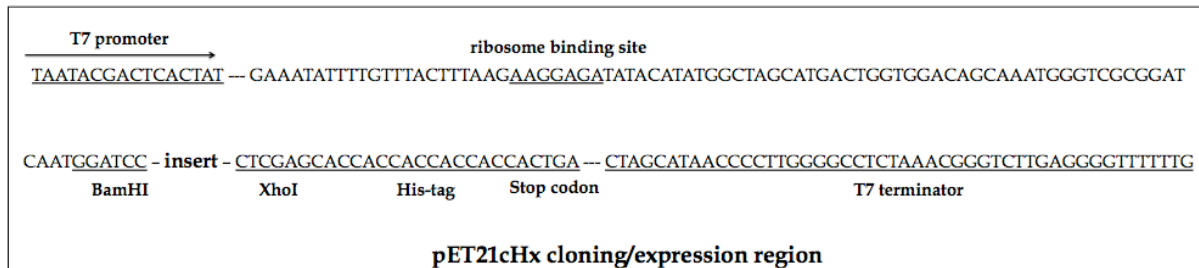 T7 promoter
ribosome binding site
TAATACGACTCACTAT --- GAAATATTTTGTTTACTTTAAGAAGGAGATATACATATGGCTAGCATGACTGGTGGACAGCAAATGGGTCGCGGAT
CAATGGATCC – insert – CTCGAGCACCACCACCACCACCACTGA --- CTAGCATAACCCCTTGGGGCCTCTAAACGGGTCTTGAGGGGTTTTTTG
BamHI XhoI His-tag Stop codon T7 terminator
pET21cHx cloning/expression region